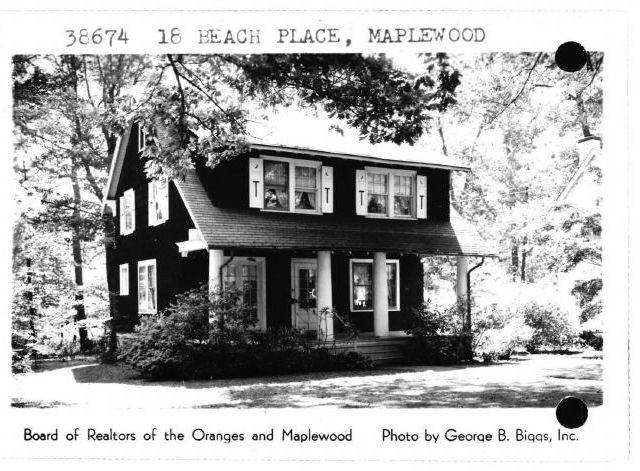 38674 18 BEACH PLACE, MAPLEWOOD
Board of Realtors of the Oranges and Maplewood Photo by George B. Biggs, Inc.